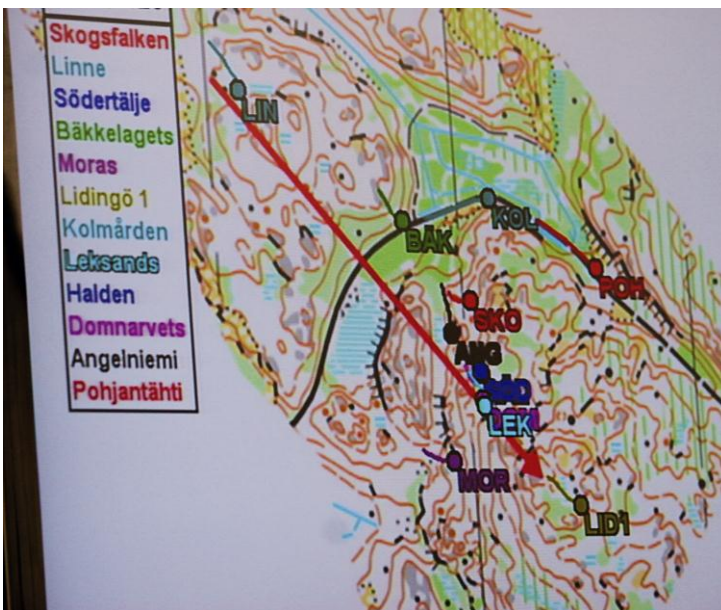 Skogsfalken
Linne
Södertälje
Bäkkelagets
Moras
Lidingö 1
Kolmården
Leksands
Halden
Domnarvets
Angelniemi
Pohjantähti
LIN
BÄK
KOL
POH
SKO
ANG
LEK
MOR
LID1